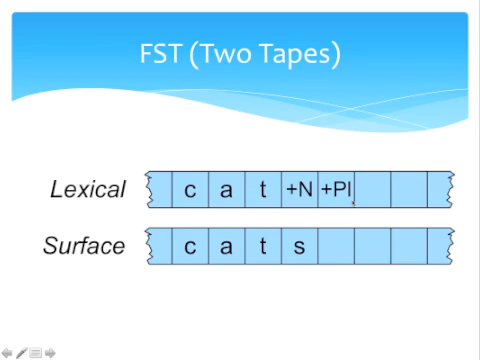 FST (Two Tapes)
Lexical c a t +N +Pl
Surface c a t s